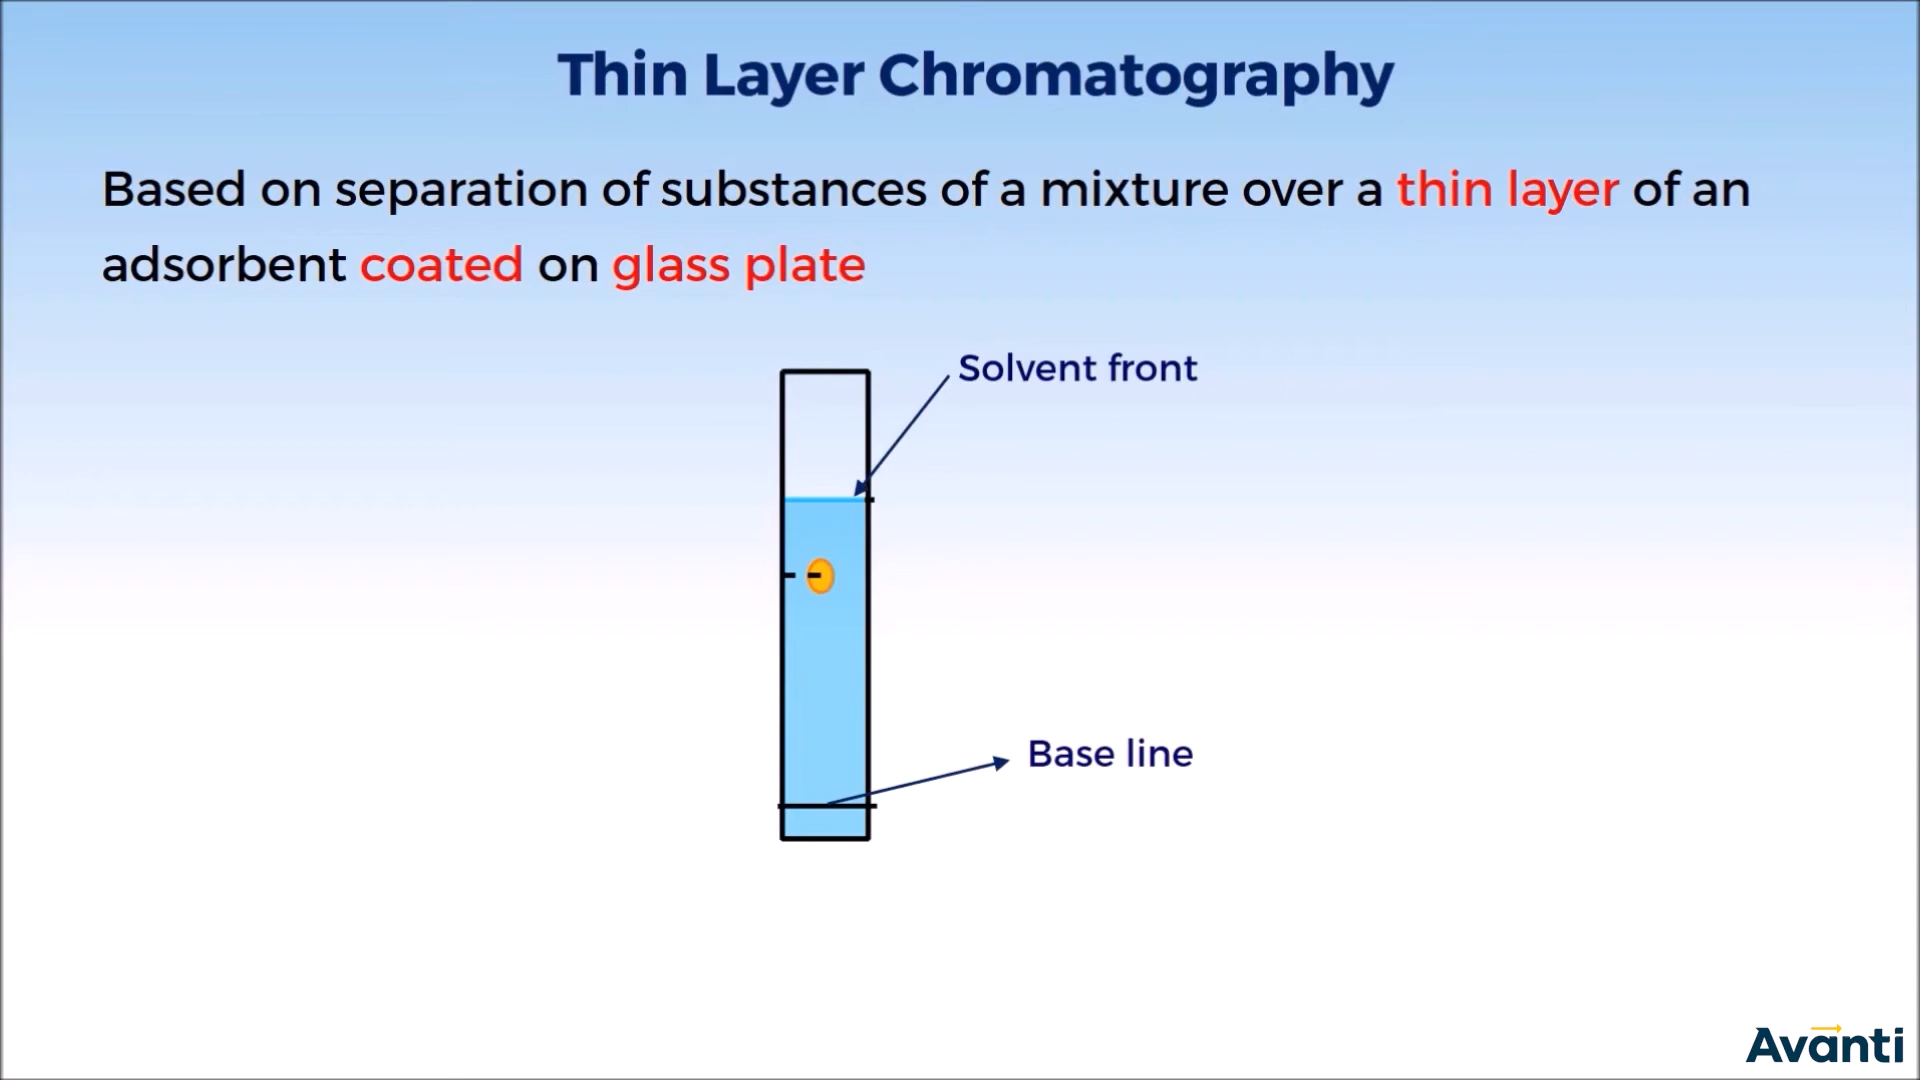 Thin Layer Chromatography
Based on separation of substances of a mixture over a thin layer of an
adsorbent coated on glass plate
Solvent front
Base line
Avanti